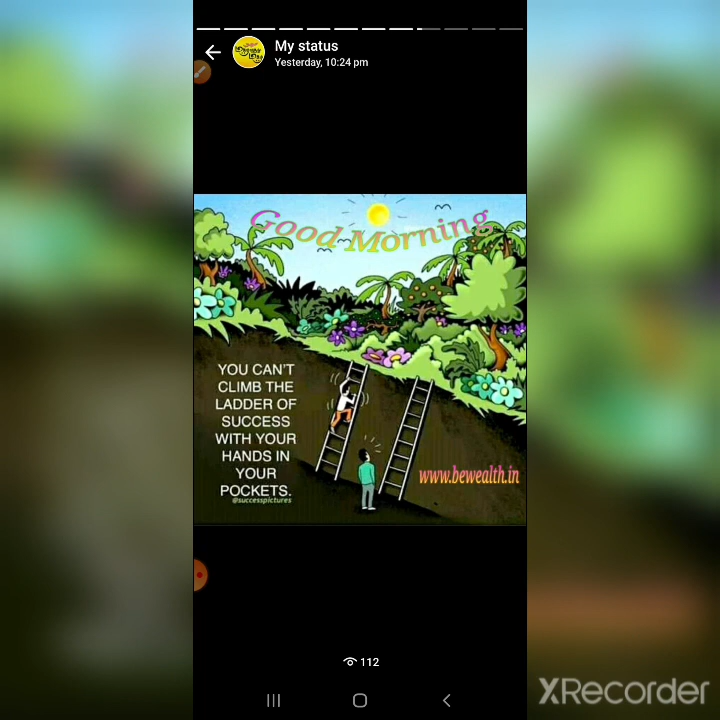 My status
Yesterday, 10:24 pm
Good Morning
YOU CAN'T
CLIMB THE
LADDER OF
SUCCESS
WITH YOUR
HANDS IN
YOUR
POCKETS.
@successpictures
www.bewealth.in
112
XRecorder